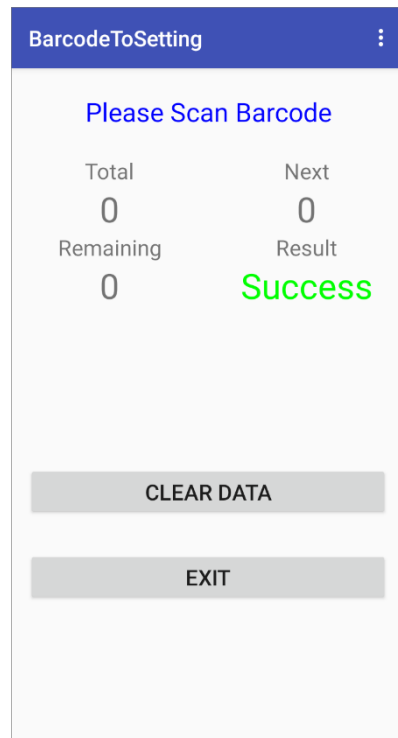 BarcodeToSetting
Please Scan Barcode
Total Next
0 0
Remaining Result
0 Success
CLEAR DATA
EXIT